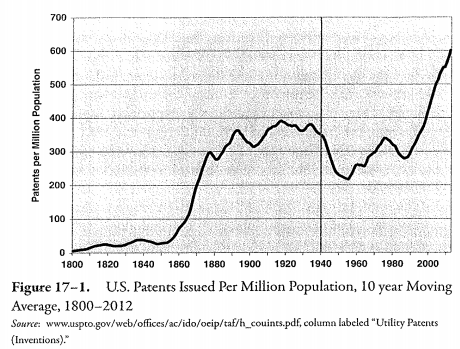 700
600
500
400
300
200
100
0
Patents per Million Population
1800 1820 1840 1860 1880 1900 1920 1940 1960 1980 2000
Figure 17–1. U.S. Patents Issued Per Million Population, 10 year Moving
Average, 1800–2012
Source: www.uspto.gov/web/offices/ac/ido/oeip/taf/h_couints.pdf, column labeled "Utility Patents
(Inventions)."